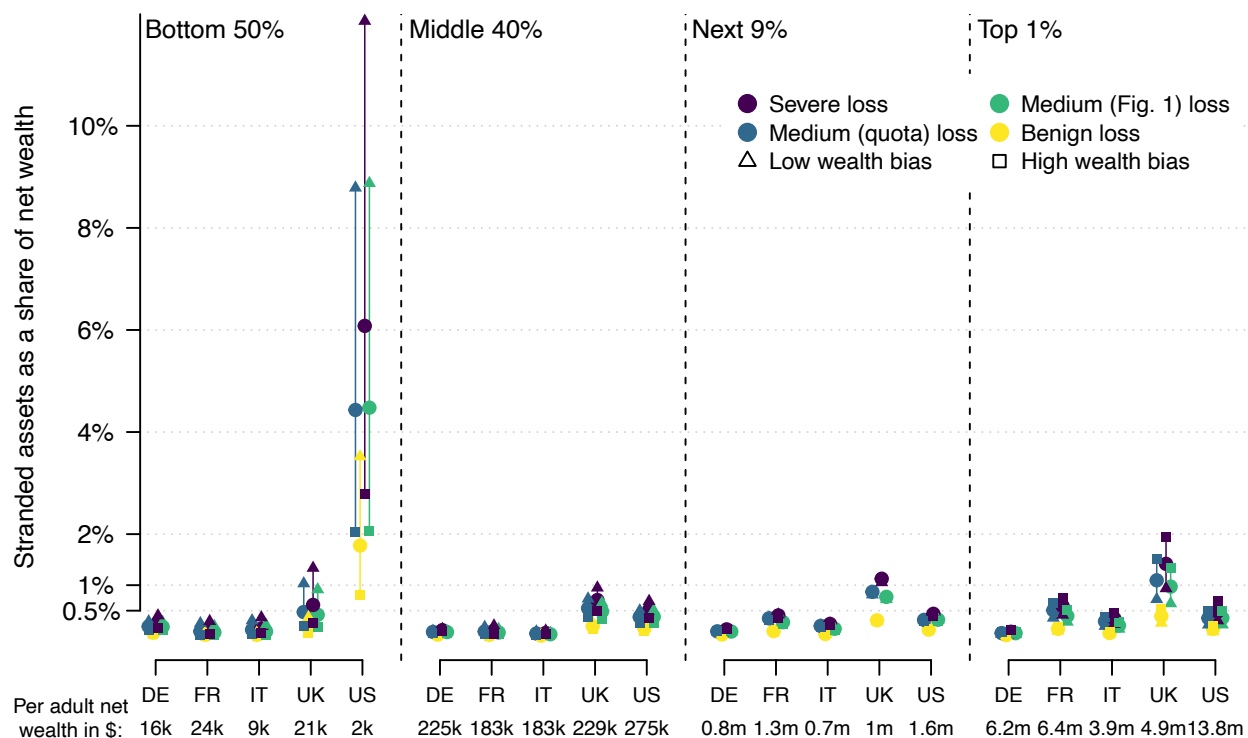 Bottom 50%
Middle 40%
Next 9%
Top 1%
Severe loss
Medium (Fig. 1) loss
Medium (quota) loss
Benign loss
Low wealth bias
High wealth bias
Stranded assets as a share of net wealth
10%
8%
6%
4%
2%
1%
0.5%
DE FR IT UK US DE FR IT UK US DE FR IT UK US DE FR IT UK US
Per adult net
wealth in $:
16k 24k 9k 21k 2k 225k 183k 183k 229k 275k 0.8m 1.3m 0.7m 1m 1.6m 6.2m 6.4m 3.9m 4.9m 13.8m